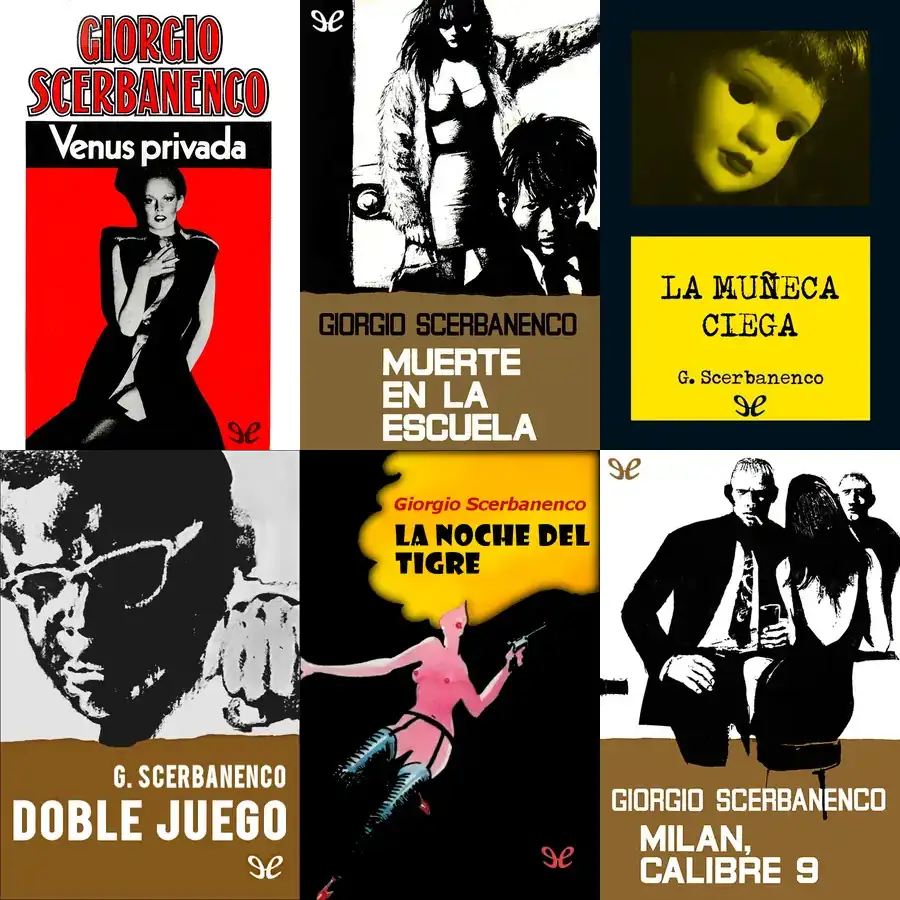 GIORGIO
SCERBANENCO
Venus privada
GIORGIO SCERBANENCO
MUERTE
EN LA
ESCUELA
LA MUÑECA
CIEGA
G. Scerbanenco
G. SCERBANENCO
DOBLE JUEGO
Giorgio Scerbanenco
LA NOCHE DEL
TIGRE
GIORGIO SCERBANENCO
MILAN,
CALIBRE 9